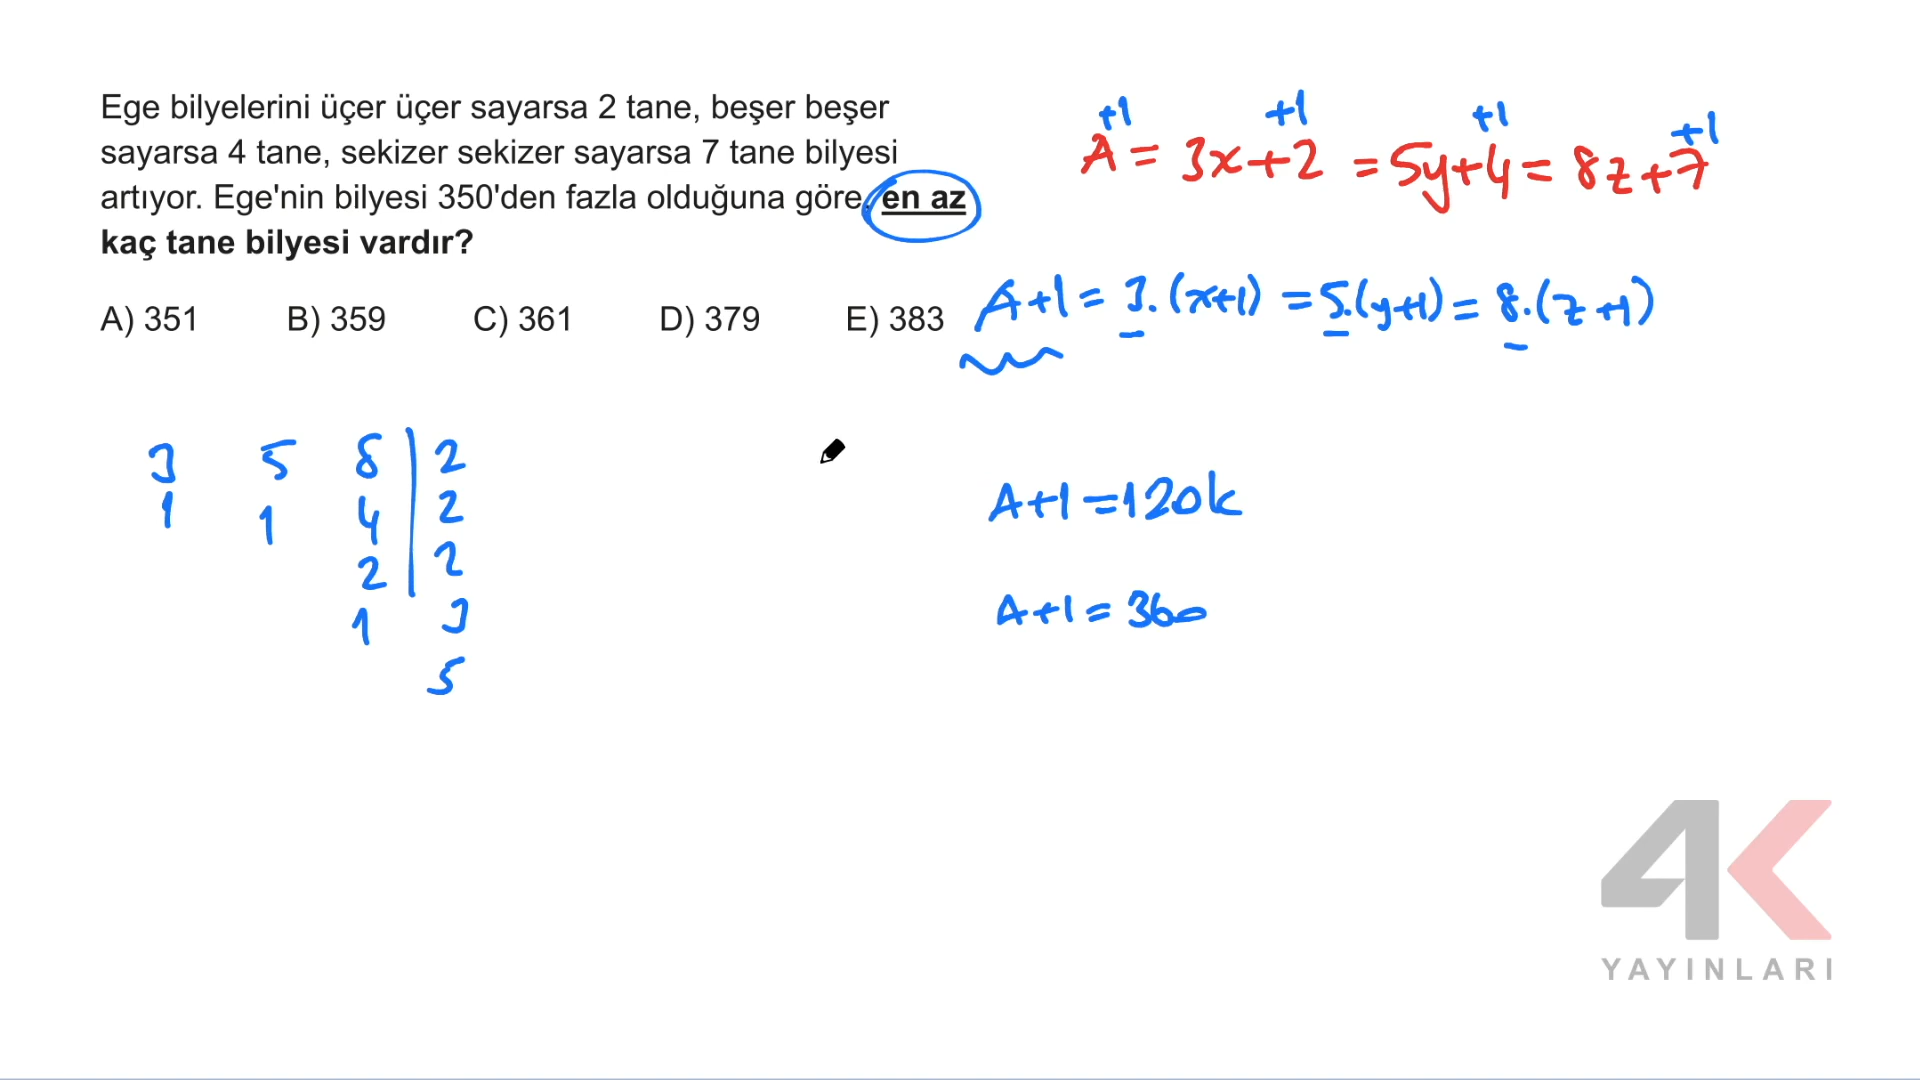 Ege bilyelerini üçer üçer sayarsa 2 tane, beşer beşer
sayarsa 4 tane, sekizer sekizer sayarsa 7 tane bilyesi
artıyor. Ege'nin bilyesi 350'den fazla olduğuna göre, en az
kaç tane bilyesi vardır?
A) 351 B) 359 C) 361 D) 379 E) 383
+1 +1 +1 +1
A = 3x+2 = 5y+4 = 8z+7
A+1 = 3.(x+1) = 5.(y+1) = 8.(z+1)
3 5 8 | 2
1 1 4 | 2
2 | 2
1 3
5
A+1 = 120k
A+1 = 360
4K
YAYINLARI